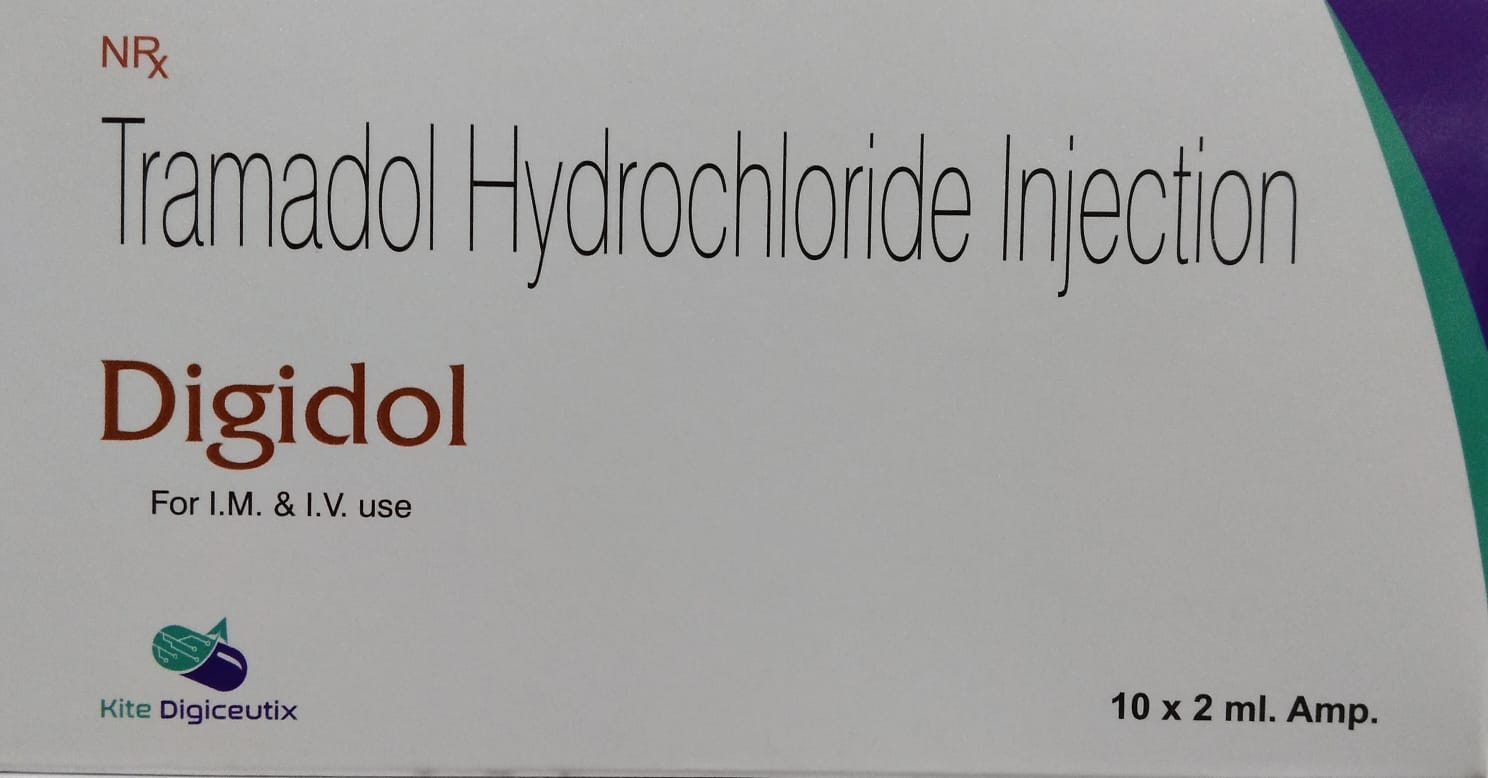 NRx
Tramadol Hydrochloride Injection
Digidol
For I.M. & I.V. use
Kite Digiceutix
10 x 2 ml. Amp.